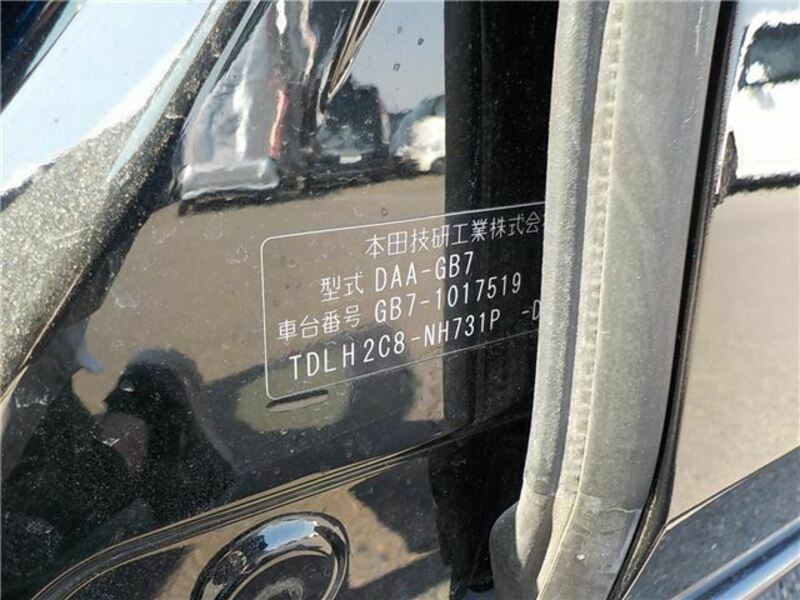 本田技研工業株式会
型式 DAA-GB7
車台番号 GB7-1017519
TDLH2C8-NH731P -D